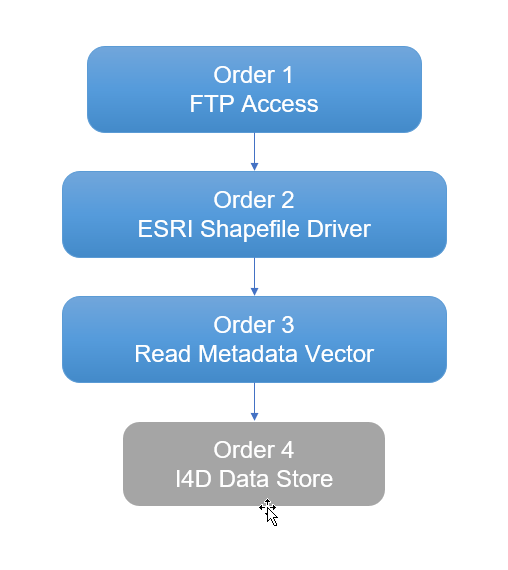 Order 1
FTP Access
Order 2
ESRI Shapefile Driver
Order 3
Read Metadata Vector
Order 4
I4D Data Store